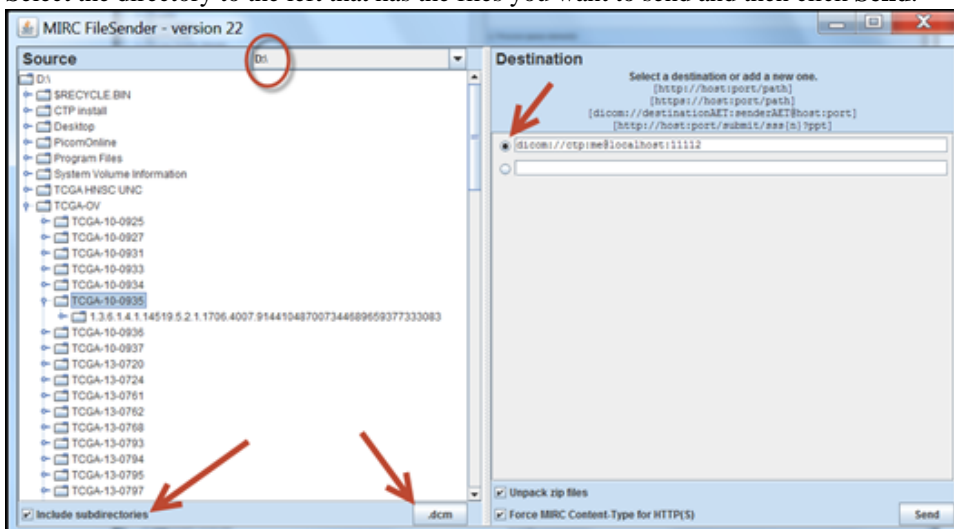 Select the directory to the left that has the files you want to send and then click Send.
MIRC FileSender - version 22
Source
D:\
D:\
$RECYCLE.BIN
CTP install
Desktop
PicomOnline
Program Files
System Volume Information
TCGA HNSC UNC
TCGA-OV
TCGA-10-0925
TCGA-10-0927
TCGA-10-0931
TCGA-10-0933
TCGA-10-0934
TCGA-10-0935
1.3.6.1.4.1.14519.5.2.1.1706.4007.914410487007344689659377333083
TCGA-10-0936
TCGA-10-0937
TCGA-13-0720
TCGA-13-0724
TCGA-13-0761
TCGA-13-0762
TCGA-13-0768
TCGA-13-0793
TCGA-13-0794
TCGA-13-0795
TCGA-13-0797
Include subdirectories
.dcm
Destination
Select a destination or add a new one.
[http://host:port/path]
[https://host:port/path]
[dicom://destinationAET:senderAET@host:port]
[http://host:port/submit/sss[n]?ppt]
dicom://ctp:me@localhost:11112
Unpack zip files
Force MIRC Content-Type for HTTP(S)
Send